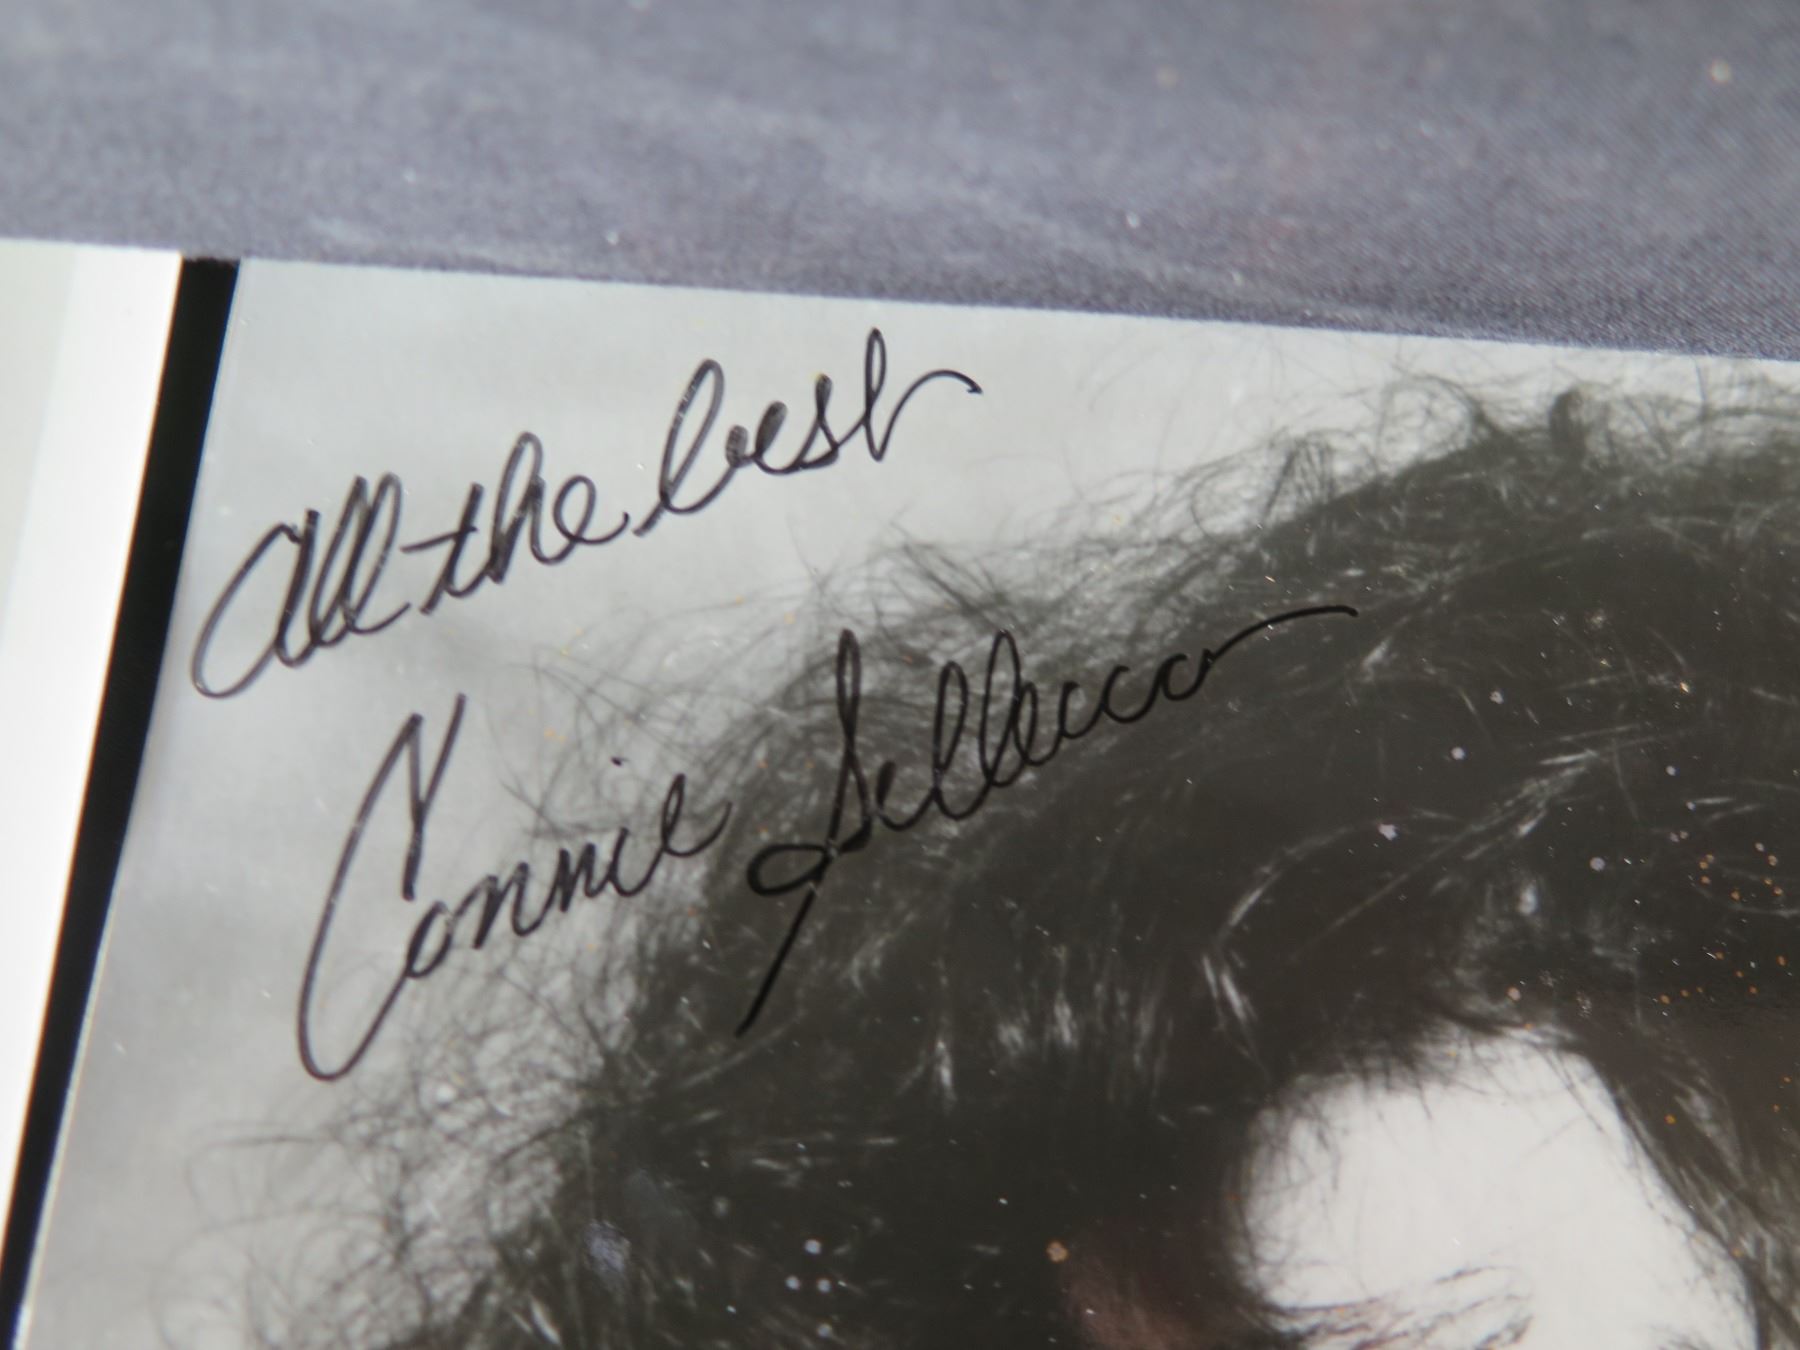 All the best
Connie Sellecca